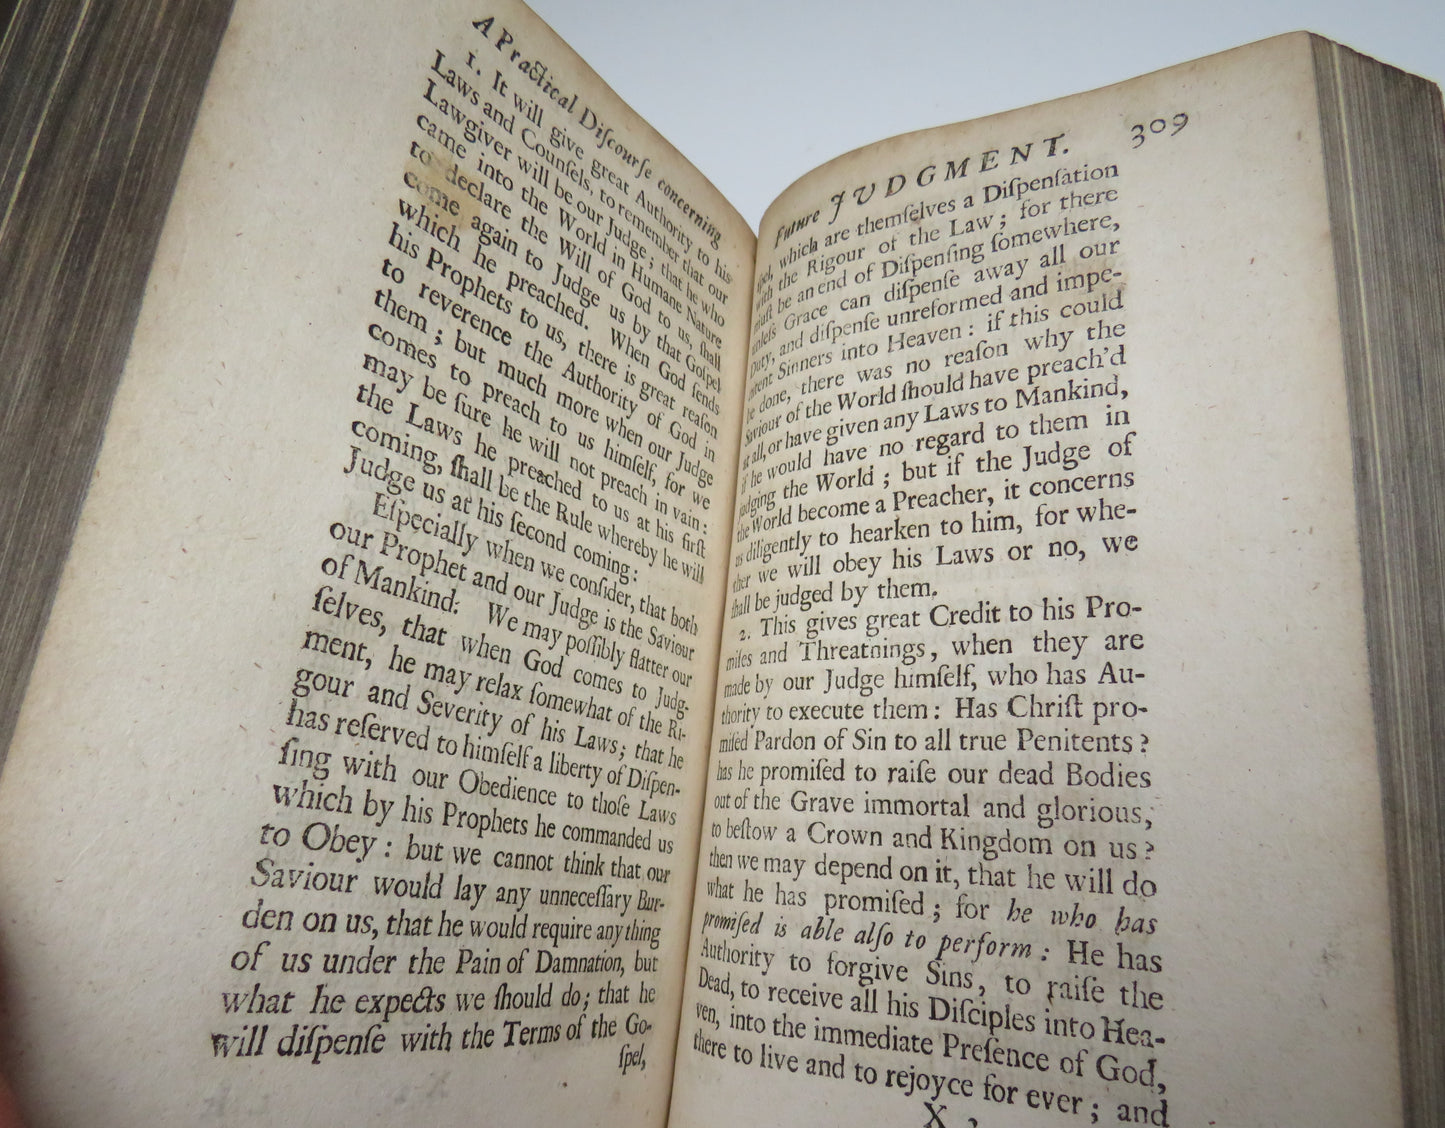 A Practical Diſcourſe concerning
1. It will give great Authority to his
Laws and Counſels, to remember that our
Lawgiver will be our Judge; that he who
came into the World in Humane Nature
to declare the Will of God to us, ſhall
come again to Judge us by that Goſpel
which he preached. When God ſends
his Prophets to us, there is great reaſon
to reverence the Authority of God in
them; but much more when our Judge
comes to preach to us himſelf, for we
may be ſure he will not preach in vain:
the Laws he preached to us at his firſt
coming, ſhall be the Rule whereby he will
Judge us at his ſecond coming:
Eſpecially when we conſider, that both
our Prophet and our Judge is the Saviour
of Mankind. We may poſſibly flatter our
ſelves, that when God comes to Judg-
ment, he may relax ſomewhat of the Ri-
gour and Severity of his Laws; that he
has reſerved to himſelf a liberty of Diſpen-
ſing with our Obedience to thoſe Laws
which by his Prophets he commanded us
to Obey: but we cannot think that our
Saviour would lay any unneceſſary Bur-
den on us, that he would require any thing
of us under the Pain of Damnation, but
what he expects we ſhould do; that he
will diſpenſe with the Terms of the Go-
ſpel,
Future JUDGMENT. 309
ſpel, which are themſelves a Diſpenſation
with the Rigour of the Law; for there
muſt be an end of Diſpenſing ſomewhere,
unleſs Grace can diſpenſe away all our
Duty, and diſpenſe unreformed and impe-
nitent Sinners into Heaven: if this could
be done, there was no reaſon why the
Saviour of the World ſhould have preach'd
at all, or have given any Laws to Mankind,
if he would have no regard to them in
judging the World; but if the Judge of
the World become a Preacher, it concerns
us diligently to hearken to him, for whe-
ther we will obey his Laws or no, we
ſhall be judged by them.
2. This gives great Credit to his Pro-
miſes and Threatnings, when they are
made by our Judge himſelf, who has Au-
thority to execute them: Has Chriſt pro-
miſed Pardon of Sin to all true Penitents?
has he promiſed to raiſe our dead Bodies
out of the Grave immortal and glorious,
to beſtow a Crown and Kingdom on us?
then we may depend on it, that he will do
what he has promiſed; for he who has
promiſed is able alſo to perform: He has
Authority to forgive Sins, to raiſe the
Dead, to receive all his Diſciples into Hea-
ven, into the immediate Preſence of God,
there to live and to rejoyce for ever; and
X 2